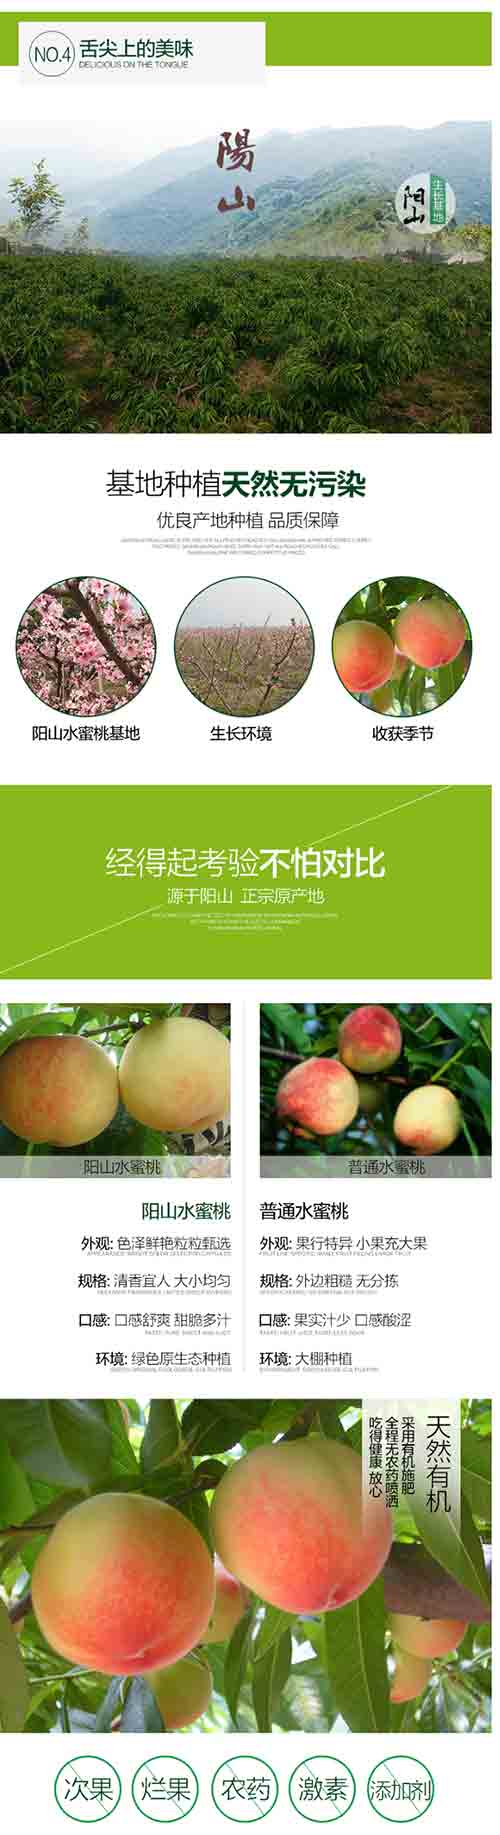 NO.4
舌尖上的美味
DELICIOUS ON THE TONGUE
陽山
阳山
生长基地
基地种植天然无污染
优良产地种植 品质保障
阳山水蜜桃基地
生长环境
收获季节
经得起考验不怕对比
源于阳山 正宗原产地
阳山水蜜桃
普通水蜜桃
阳山水蜜桃
外观: 色泽鲜艳粒粒甄选
规格: 清香宜人 大小均匀
口感: 口感舒爽 甜脆多汁
环境: 绿色原生态种植
普通水蜜桃
外观: 果行特异 小果充大果
规格: 外边粗糙 无分拣
口感: 果实汁少 口感酸涩
环境: 大棚种植
天然有机
采用有机施肥
全程无农药喷洒
吃得健康 放心
次果
烂果
农药
激素
添加剂